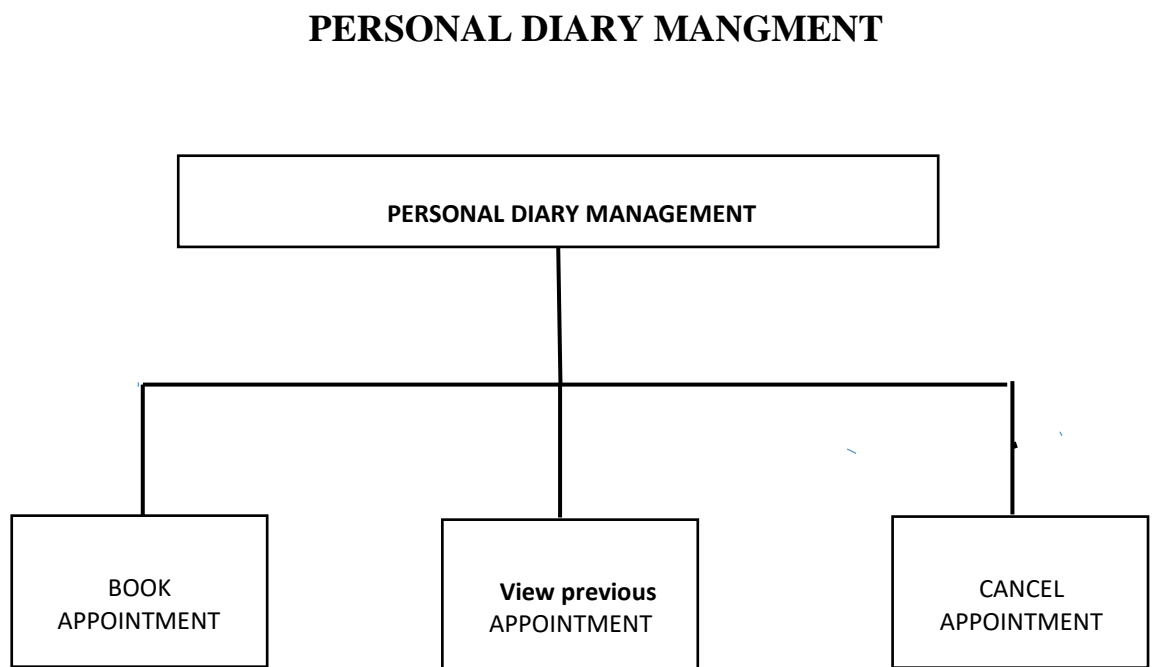 PERSONAL DIARY MANGMENT
PERSONAL DIARY MANAGEMENT
BOOK
APPOINTMENT
View previous
APPOINTMENT
CANCEL
APPOINTMENT